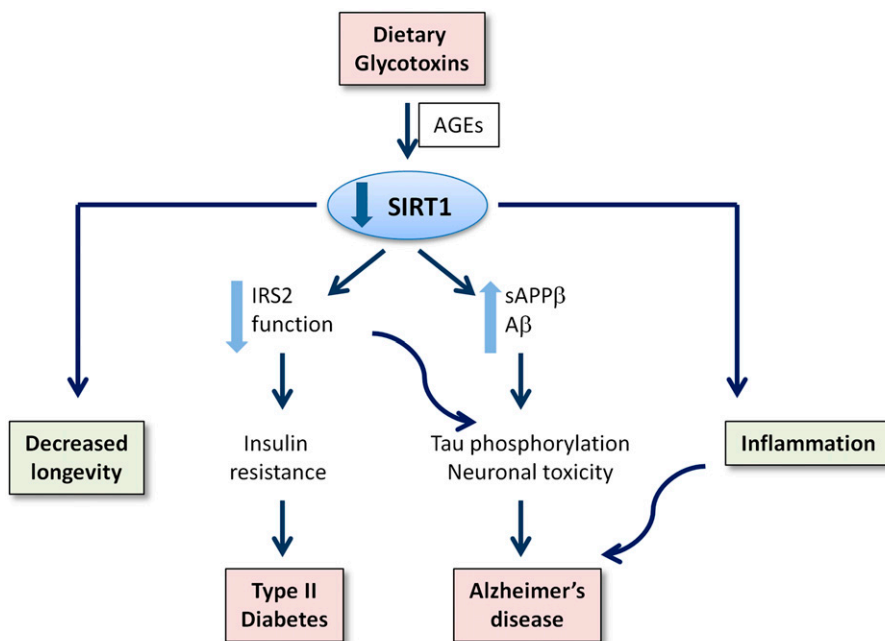 Dietary
Glycotoxins
AGEs
SIRT1
IRS2
function
sAPPβ
Aβ
Decreased
longevity
Insulin
resistance
Tau phosphorylation
Neuronal toxicity
Inflammation
Type II
Diabetes
Alzheimer’s
disease